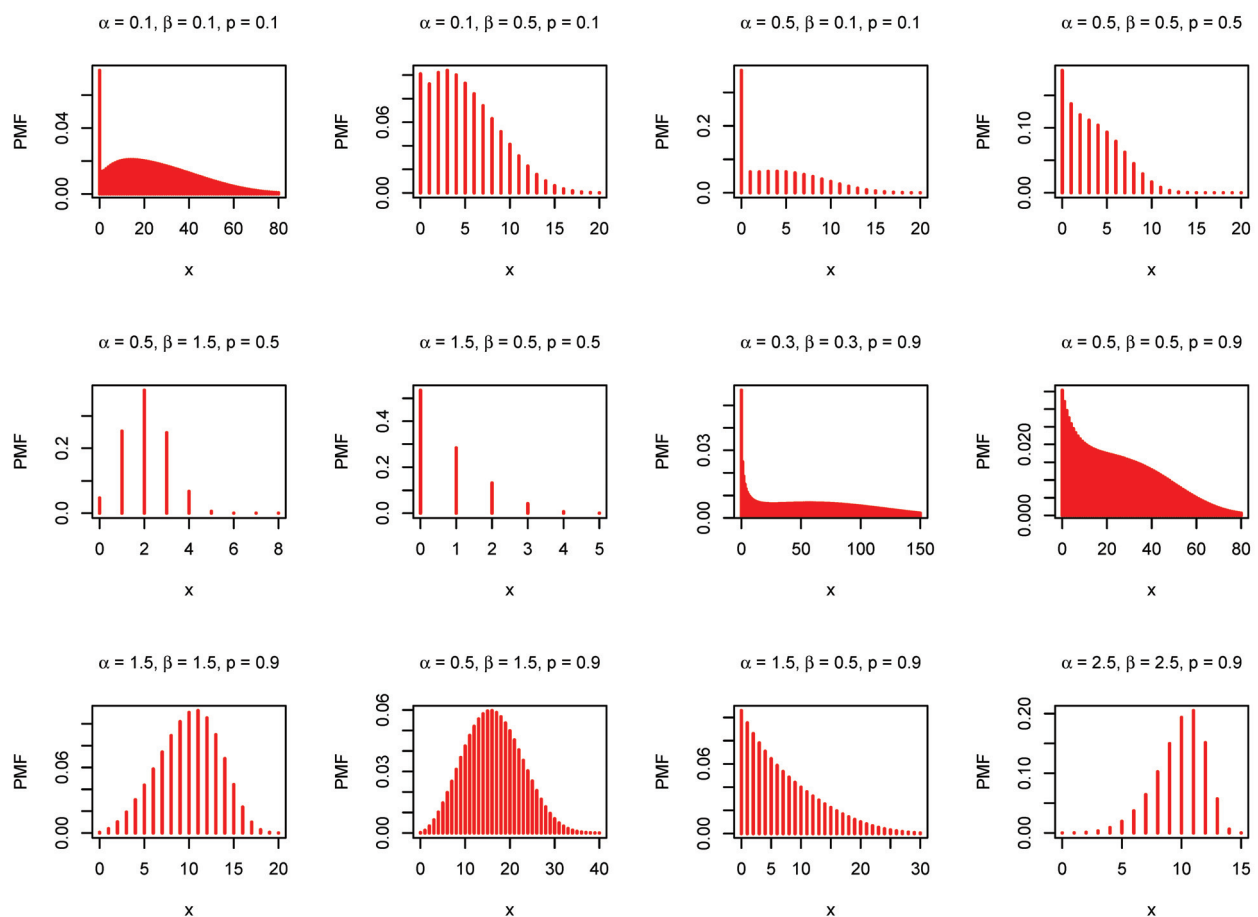 α = 0.1, β = 0.1, p = 0.1
α = 0.1, β = 0.5, p = 0.1
α = 0.5, β = 0.1, p = 0.1
α = 0.5, β = 0.5, p = 0.5
PMF
0.00 0.04
0 20 40 60 80
x
PMF
0.00 0.06
0 5 10 15 20
x
PMF
0.0 0.2
0 5 10 15 20
x
PMF
0.00 0.10
0 5 10 15 20
x
α = 0.5, β = 1.5, p = 0.5
α = 1.5, β = 0.5, p = 0.5
α = 0.3, β = 0.3, p = 0.9
α = 0.5, β = 0.5, p = 0.9
PMF
0.0 0.2
0 2 4 6 8
x
PMF
0.0 0.2 0.4
0 1 2 3 4 5
x
PMF
0.00 0.03
0 50 100 150
x
PMF
0.000 0.020
0 20 40 60 80
x
α = 1.5, β = 1.5, p = 0.9
α = 0.5, β = 1.5, p = 0.9
α = 1.5, β = 0.5, p = 0.9
α = 2.5, β = 2.5, p = 0.9
PMF
0.00 0.06
0 5 10 15 20
x
PMF
0.00 0.03 0.06
0 10 20 30 40
x
PMF
0.00 0.06
0 5 10 20 30
x
PMF
0.00 0.10 0.20
0 5 10 15
x